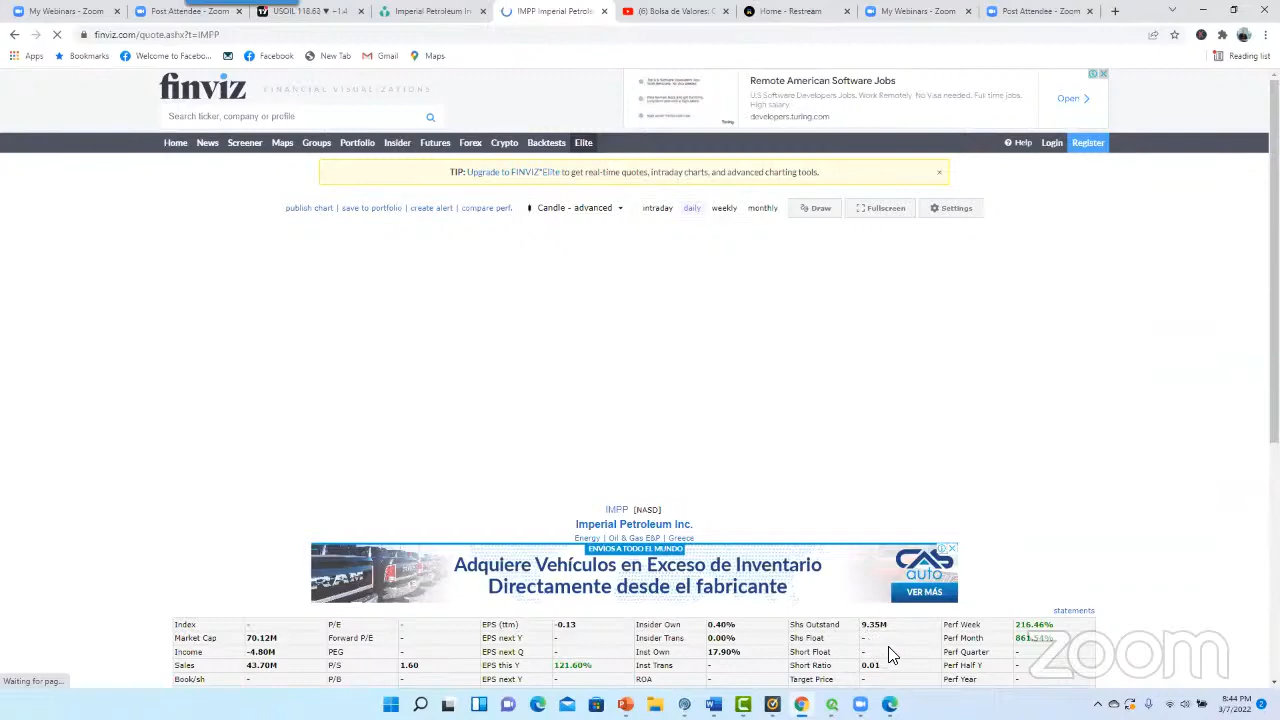 My Webinars - Zoom
Post Attendee - Zoom
USOIL 118.62 ▼ -1.4
Imperial Petroleum In
IMPP Imperial Petrole
(6) Bolsa de Valores: C
Home - Restream
My Webinars - Zoom
Post Attendee - Zoom
finviz.com/quote.ashx?t=IMPP
Apps
Bookmarks
Welcome to Facebo...
Facebook
New Tab
Gmail
Maps
Reading list
finviz FINANCIAL VISUALIZATIONS
Search ticker, company or profile
Remote American Software Jobs
U.S Software Developers Jobs. Work Remotely. No Visa needed. Full time jobs.
High salary
developers.turing.com
Open
Turing
Home News Screener Maps Groups Portfolio Insider Futures Forex Crypto Backtests Elite
Help Login Register
TIP: Upgrade to FINVIZ*Elite to get real-time quotes, intraday charts, and advanced charting tools.
publish chart | save to portfolio | create alert | compare perf.
Candle - advanced
intraday daily weekly monthly
Draw Fullscreen Settings
IMPP [NASD]
Imperial Petroleum Inc.
Energy | Oil & Gas E&P | Greece
ENVÍOS A TODO EL MUNDO
Adquiere Vehículos en Exceso de Inventario
Directamente desde el fabricante
CAS
auto
VER MÁS
statements
Index - P/E - EPS (ttm) -0.13 Insider Own 0.40% Shs Outstand 9.35M Perf Week 216.46%
Market Cap 70.12M Forward P/E - EPS next Y - Insider Trans 0.00% Shs Float - Perf Month 861.54%
Income -4.80M PEG - EPS next Q - Inst Own 17.90% Short Float - Perf Quarter -
Sales 43.70M P/S 1.60 EPS this Y 121.60% Inst Trans - Short Ratio 0.01 Perf Half Y -
Book/sh - P/B - EPS next Y - ROA - Target Price - Perf Year -
Waiting for pag...
zoom
8:44 PM
3/7/2022